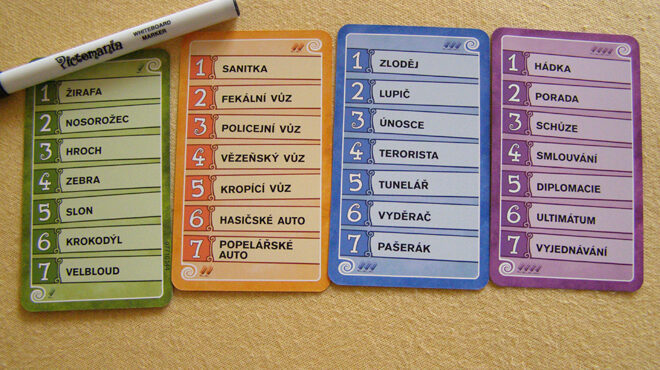 Pictomania
WHITEBOARD
MARKER
1 ŽIRAFA
2 NOSOROŽEC
3 HROCH
4 ZEBRA
5 SLON
6 KROKODÝL
7 VELBLOUD
1 SANITKA
2 FEKÁLNÍ VŮZ
3 POLICEJNÍ VŮZ
4 VĚZEŇSKÝ VŮZ
5 KROPÍCÍ VŮZ
6 HASIČSKÉ AUTO
7 POPELÁŘSKÉ
AUTO
1 ZLODĚJ
2 LUPIČ
3 ÚNOSCE
4 TERORISTA
5 TUNELÁŘ
6 VYDĚRAČ
7 PAŠERÁK
1 HÁDKA
2 PORADA
3 SCHŮZE
4 SMLOUVÁNÍ
5 DIPLOMACIE
6 ULTIMÁTUM
7 VYJEDNÁVÁNÍ